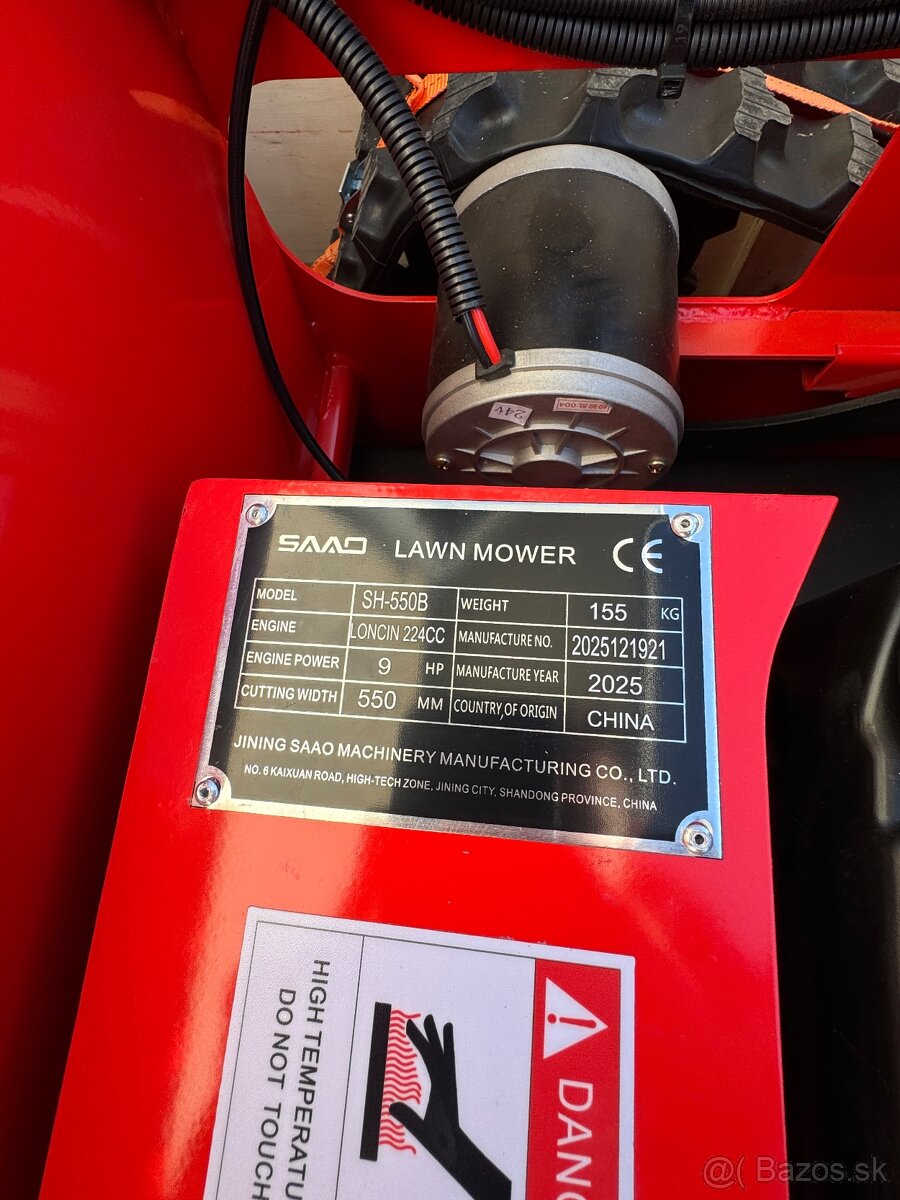 19
24V
:004
SAAO LAWN MOWER CE
MODEL SH-550B WEIGHT 155 KG
ENGINE LONCIN 224CC MANUFACTURE NO. 2025121921
ENGINE POWER 9 HP MANUFACTURE YEAR 2025
CUTTING WIDTH 550 MM COUNTRY OF ORIGIN CHINA
JINING SAAO MACHINERY MANUFACTURING CO., LTD.
NO. 6 KAIXUAN ROAD, HIGH-TECH ZONE, JINING CITY, SHANDONG PROVINCE, CHINA
DANG
HIGH TEMPERATU
DO NOT TOUCH
@( Bazos.sk